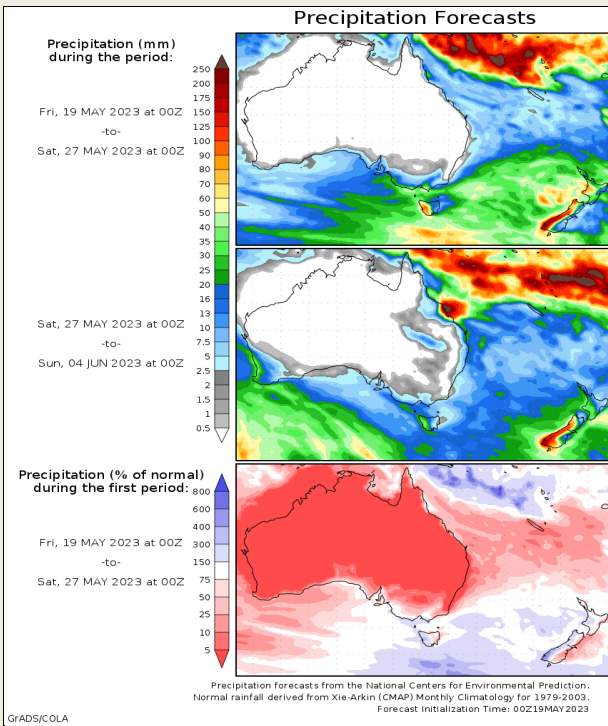 Precipitation Forecasts
Precipitation (mm)
during the period:
Fri, 19 MAY 2023 at 00Z
-to-
Sat, 27 MAY 2023 at 00Z
250
200
175
150
125
100
90
80
70
60
50
40
35
30
25
20
16
13
10
7.5
5
2.5
2
1.5
1
0.5
Sat, 27 MAY 2023 at 00Z
-to-
Sun, 04 JUN 2023 at 00Z
Precipitation (% of normal)
during the first period:
Fri, 19 MAY 2023 at 00Z
-to-
Sat, 27 MAY 2023 at 00Z
800
600
400
300
150
75
50
25
10
5
Precipitation forecasts from the National Centers for Environmental Prediction.
Normal rainfall derived from Xie-Arkin (CMAP) Monthly Climatology for 1979-2003.
Forecast Initialization Time: 00Z19MAY2023
GrADS/COLA